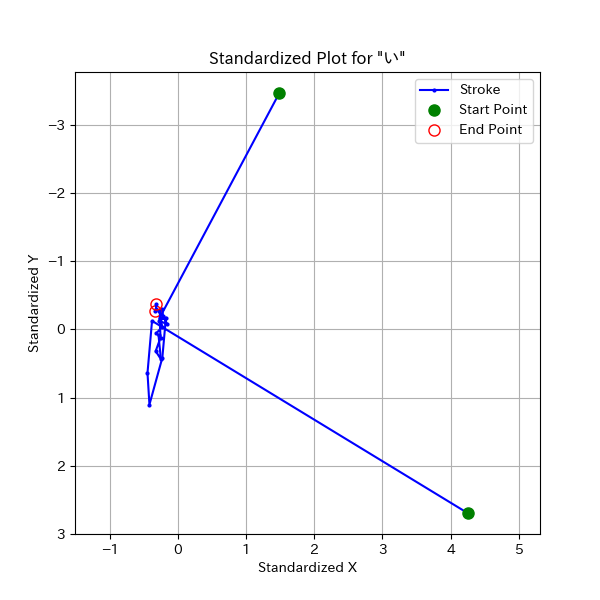 Standardized Plot for "い"
Stroke
Start Point
End Point
Standardized Y
−3
−2
−1
0
1
2
3
−1 0 1 2 3 4 5
Standardized X